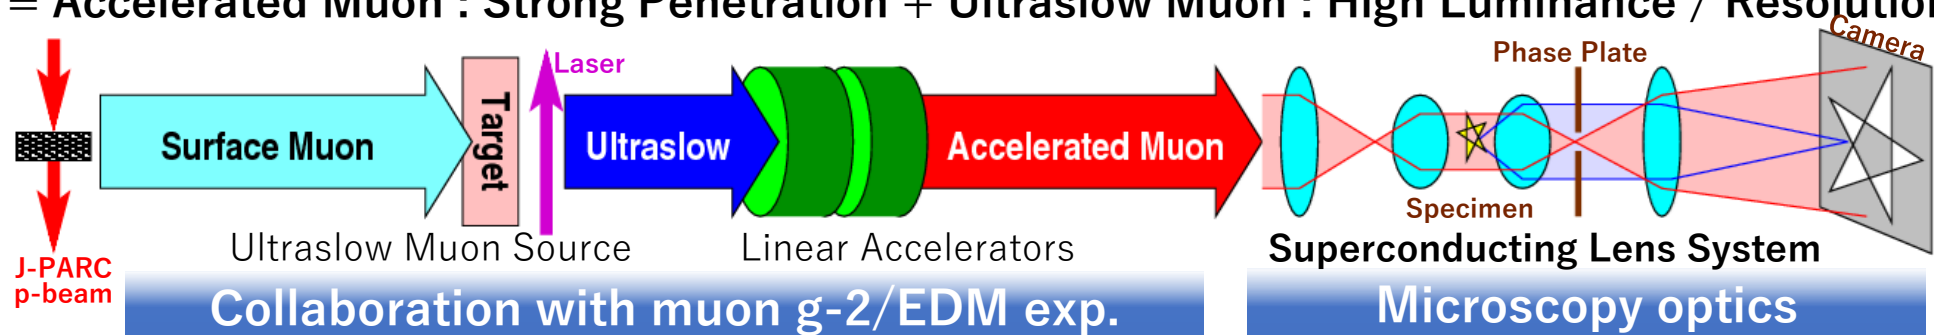 = Accelerated Muon : Strong Penetration + Ultraslow Muon : High Luminance / Resolution
Camera
Phase Plate
Laser
Target
Surface Muon
Ultraslow
Accelerated Muon
Specimen
Ultraslow Muon Source
Linear Accelerators
Superconducting Lens System
J-PARC
p-beam
Collaboration with muon g-2/EDM exp.
Microscopy optics